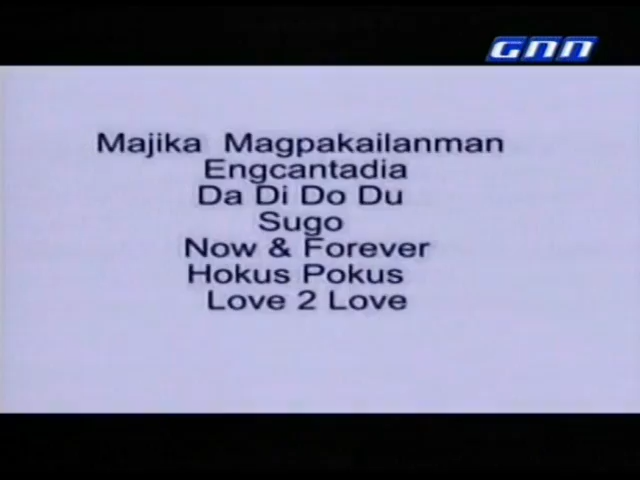 GNN
Majika Magpakailanman
Engcantadia
Da Di Do Du
Sugo
Now & Forever
Hokus Pokus
Love 2 Love